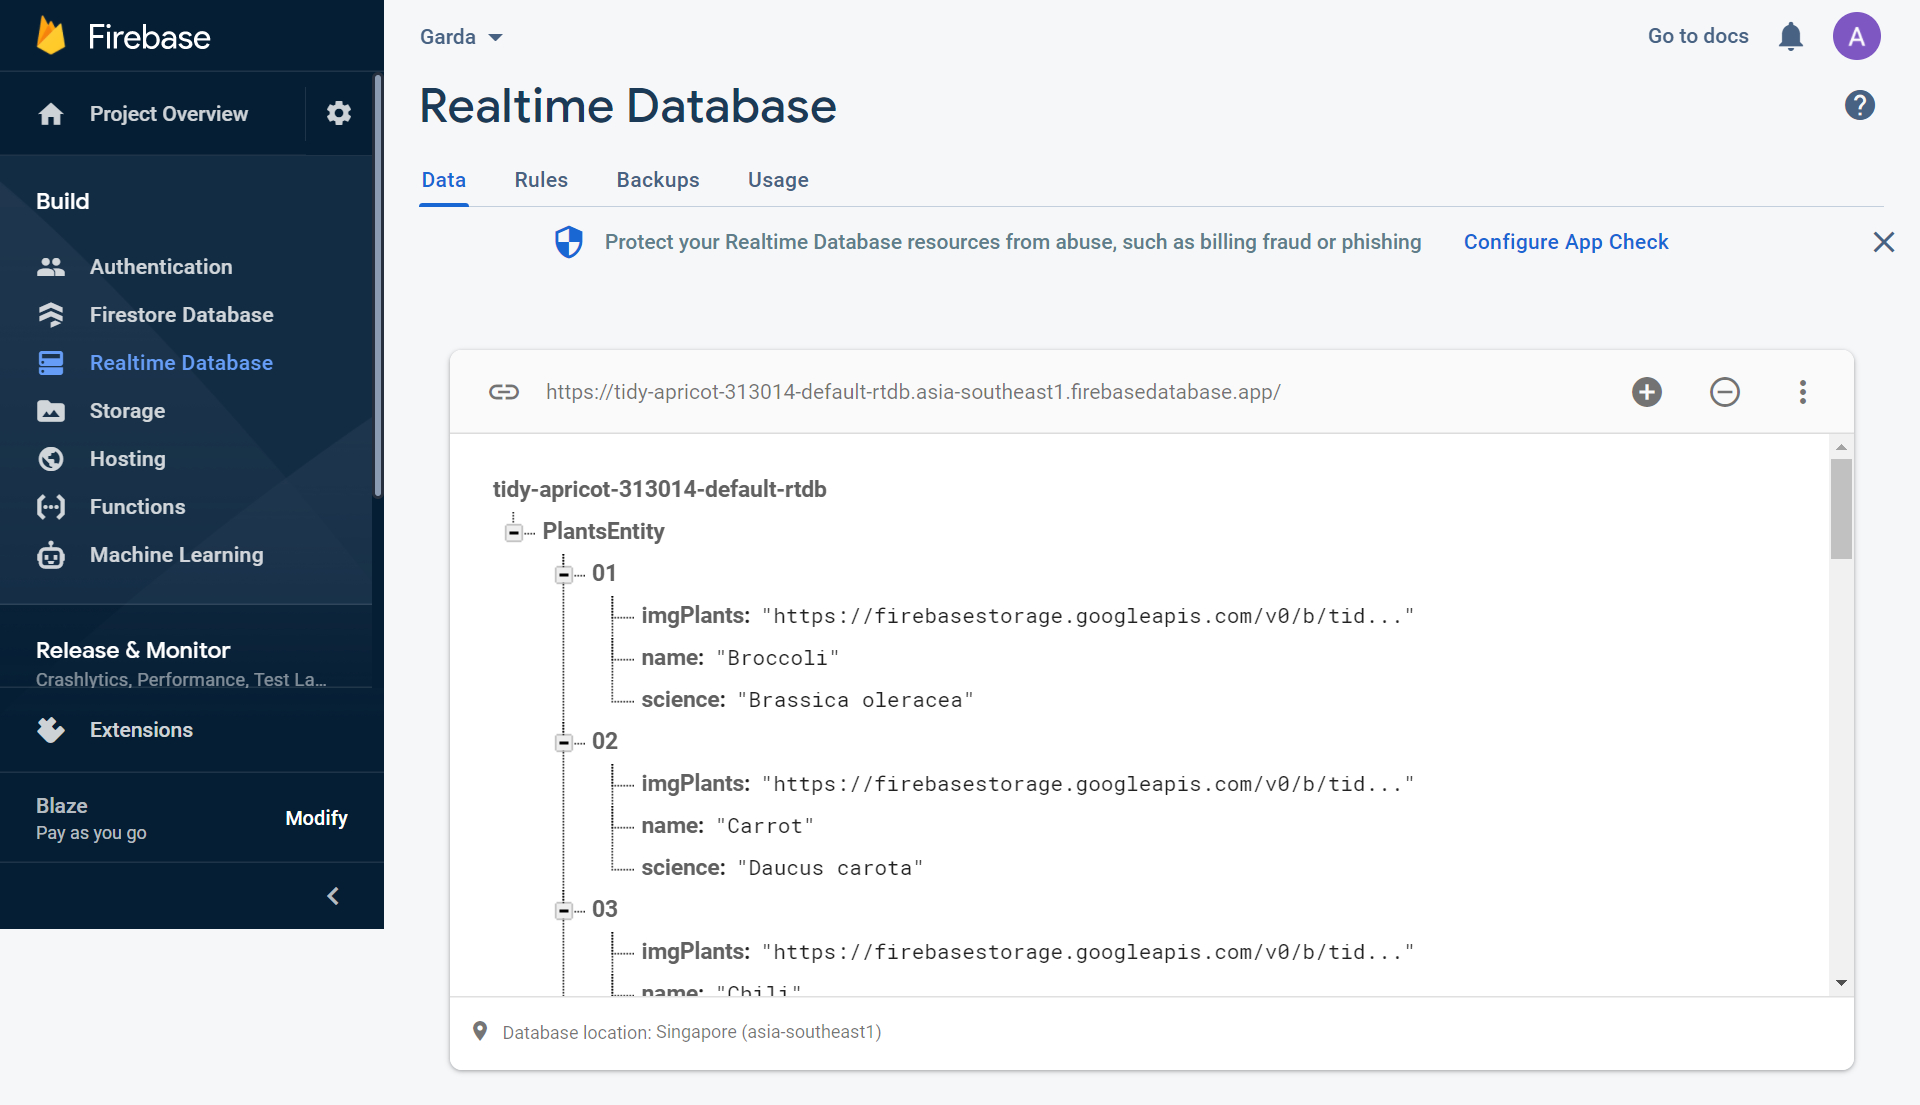 Firebase
Project Overview
Build
Authentication
Firestore Database
Realtime Database
Storage
Hosting
Functions
Machine Learning
Release & Monitor
Crashlytics, Performance, Test La...
Extensions
Blaze
Pay as you go
Modify
Garda
Go to docs
A
Realtime Database
?
Data Rules Backups Usage
Protect your Realtime Database resources from abuse, such as billing fraud or phishing Configure App Check
https://tidy-apricot-313014-default-rtdb.asia-southeast1.firebasedatabase.app/
tidy-apricot-313014-default-rtdb
PlantsEntity
01
imgPlants: "https://firebasestorage.googleapis.com/v0/b/tid..."
name: "Broccoli"
science: "Brassica oleracea"
02
imgPlants: "https://firebasestorage.googleapis.com/v0/b/tid..."
name: "Carrot"
science: "Daucus carota"
03
imgPlants: "https://firebasestorage.googleapis.com/v0/b/tid..."
name: "Chili"
Database location: Singapore (asia-southeast1)